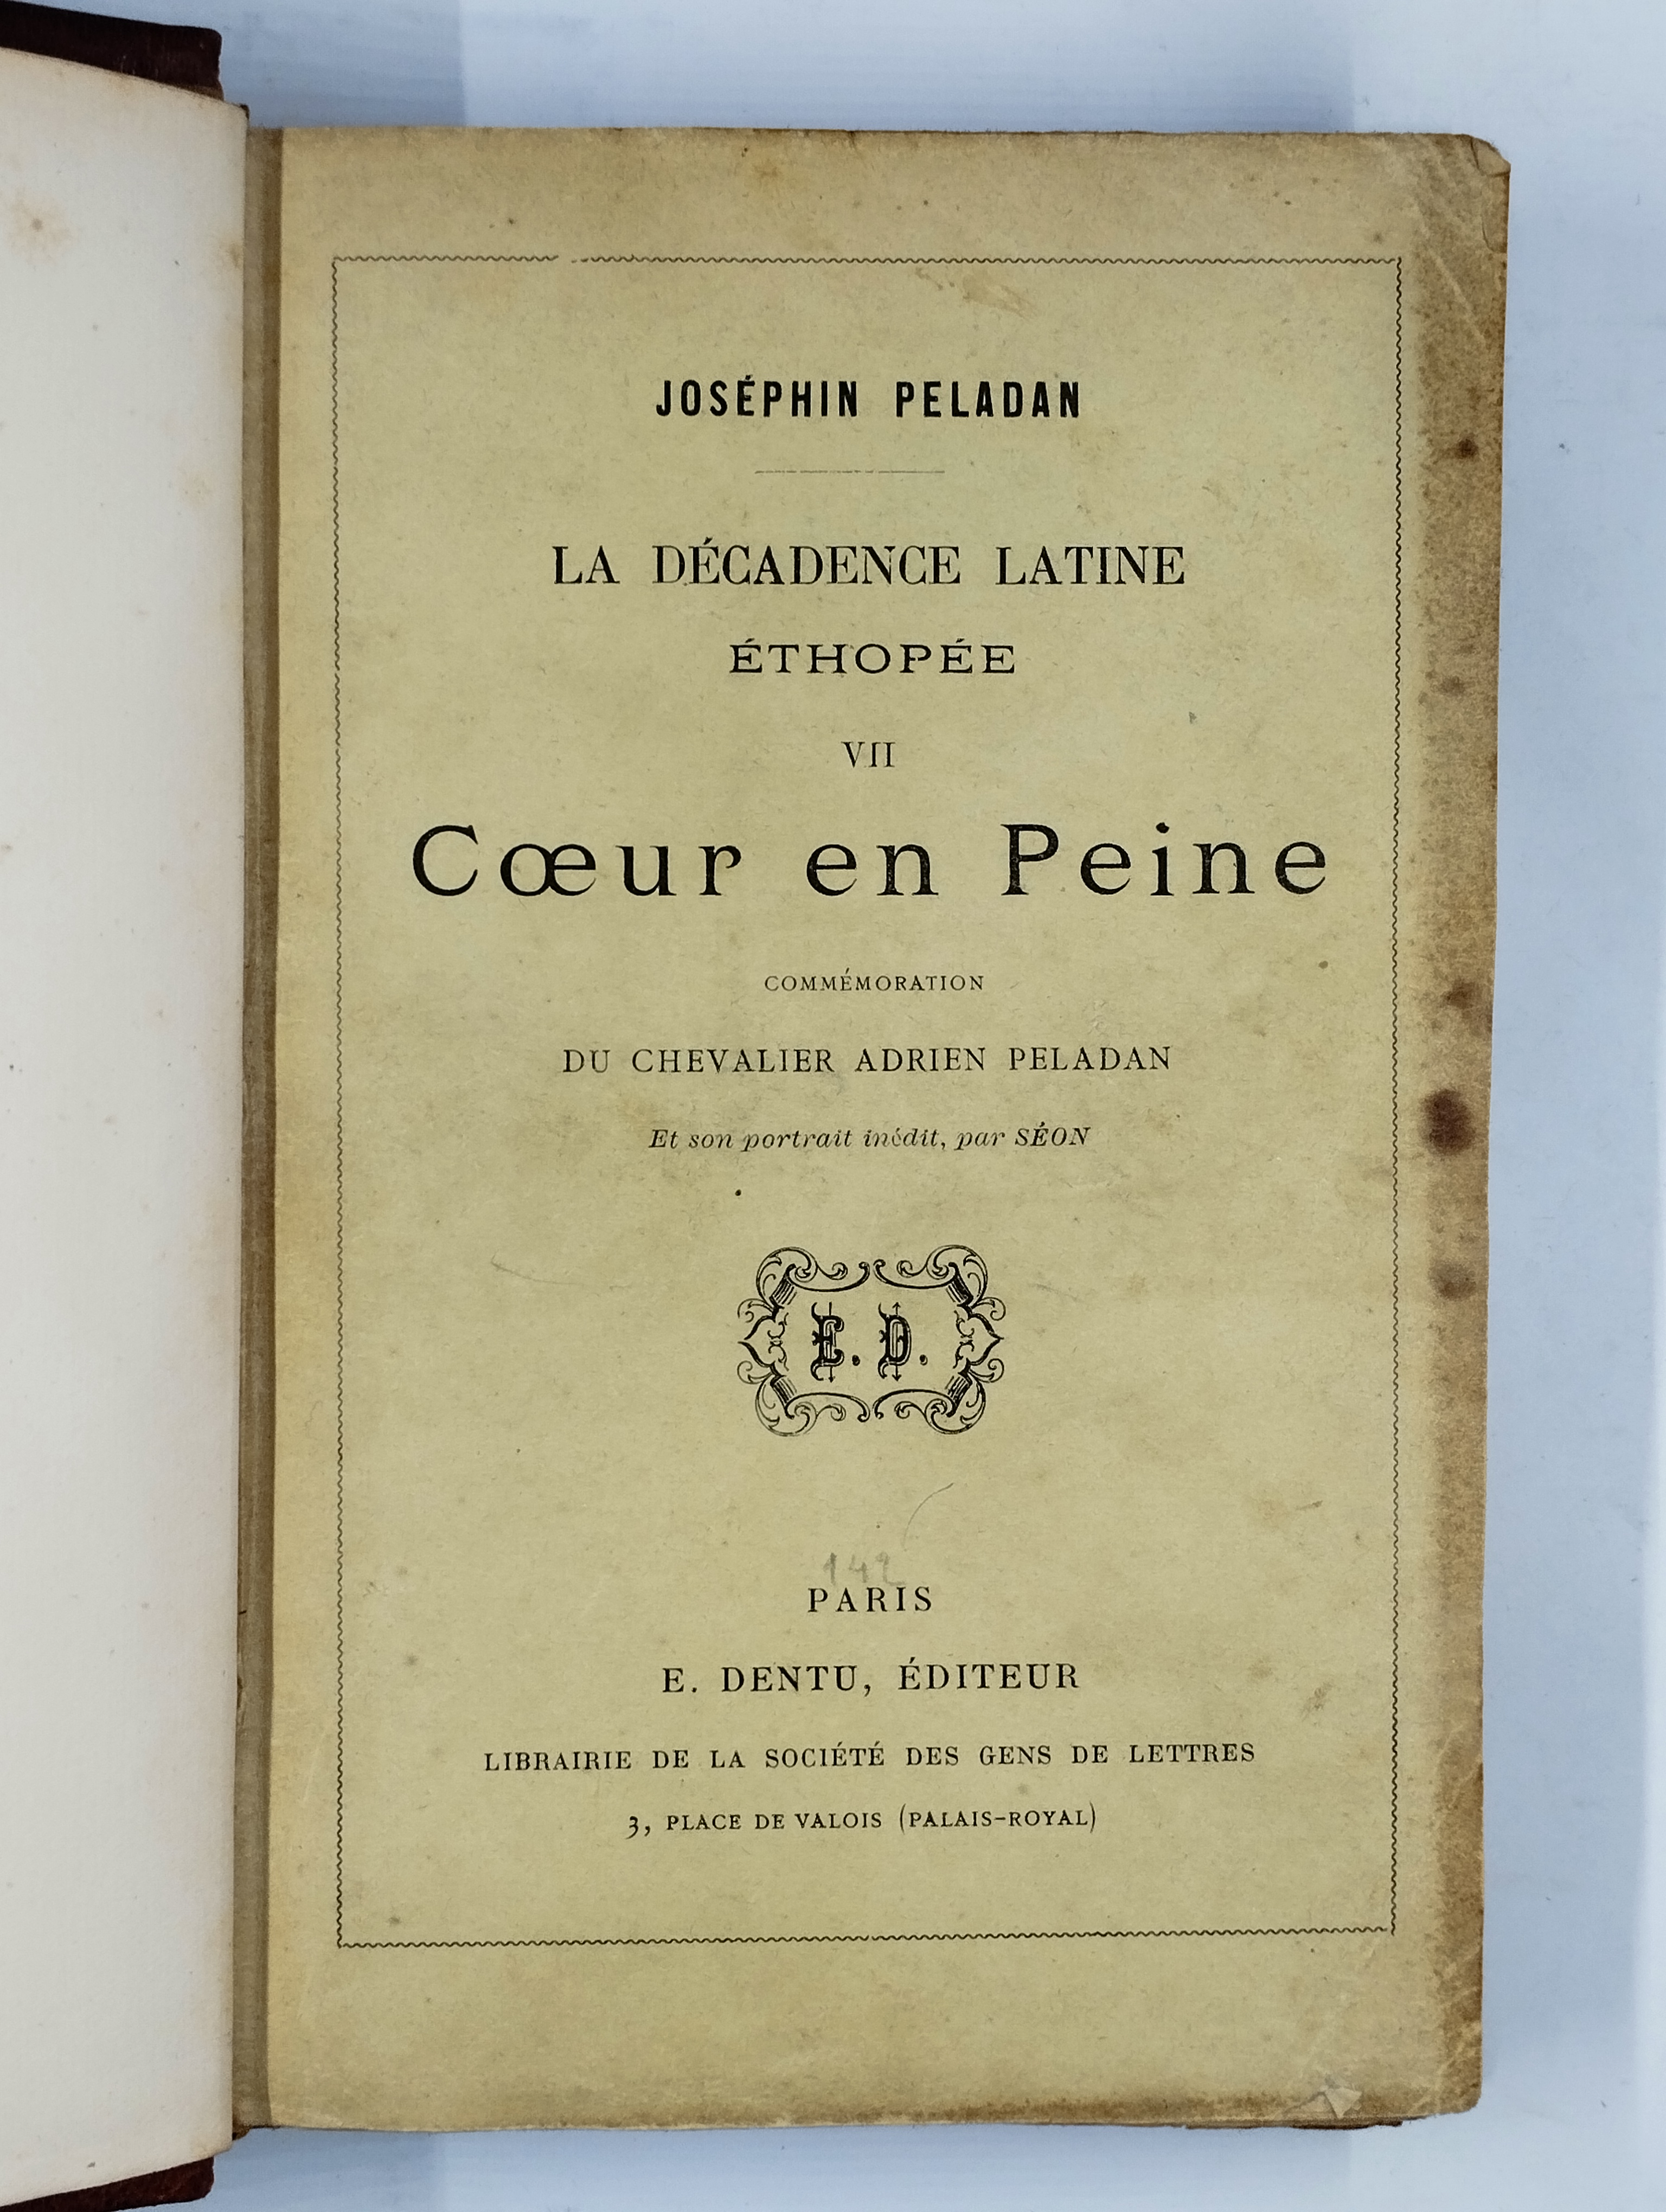 JOSÉPHIN PELADAN
LA DÉCADENCE LATINE
ÉTHOPÉE
VII
Cœur en Peine
COMMÉMORATION
DU CHEVALIER ADRIEN PELADAN
Et son portrait inédit, par SÉON
E. D.
142
PARIS
E. DENTU, ÉDITEUR
LIBRAIRIE DE LA SOCIÉTÉ DES GENS DE LETTRES
3, PLACE DE VALOIS (PALAIS-ROYAL)